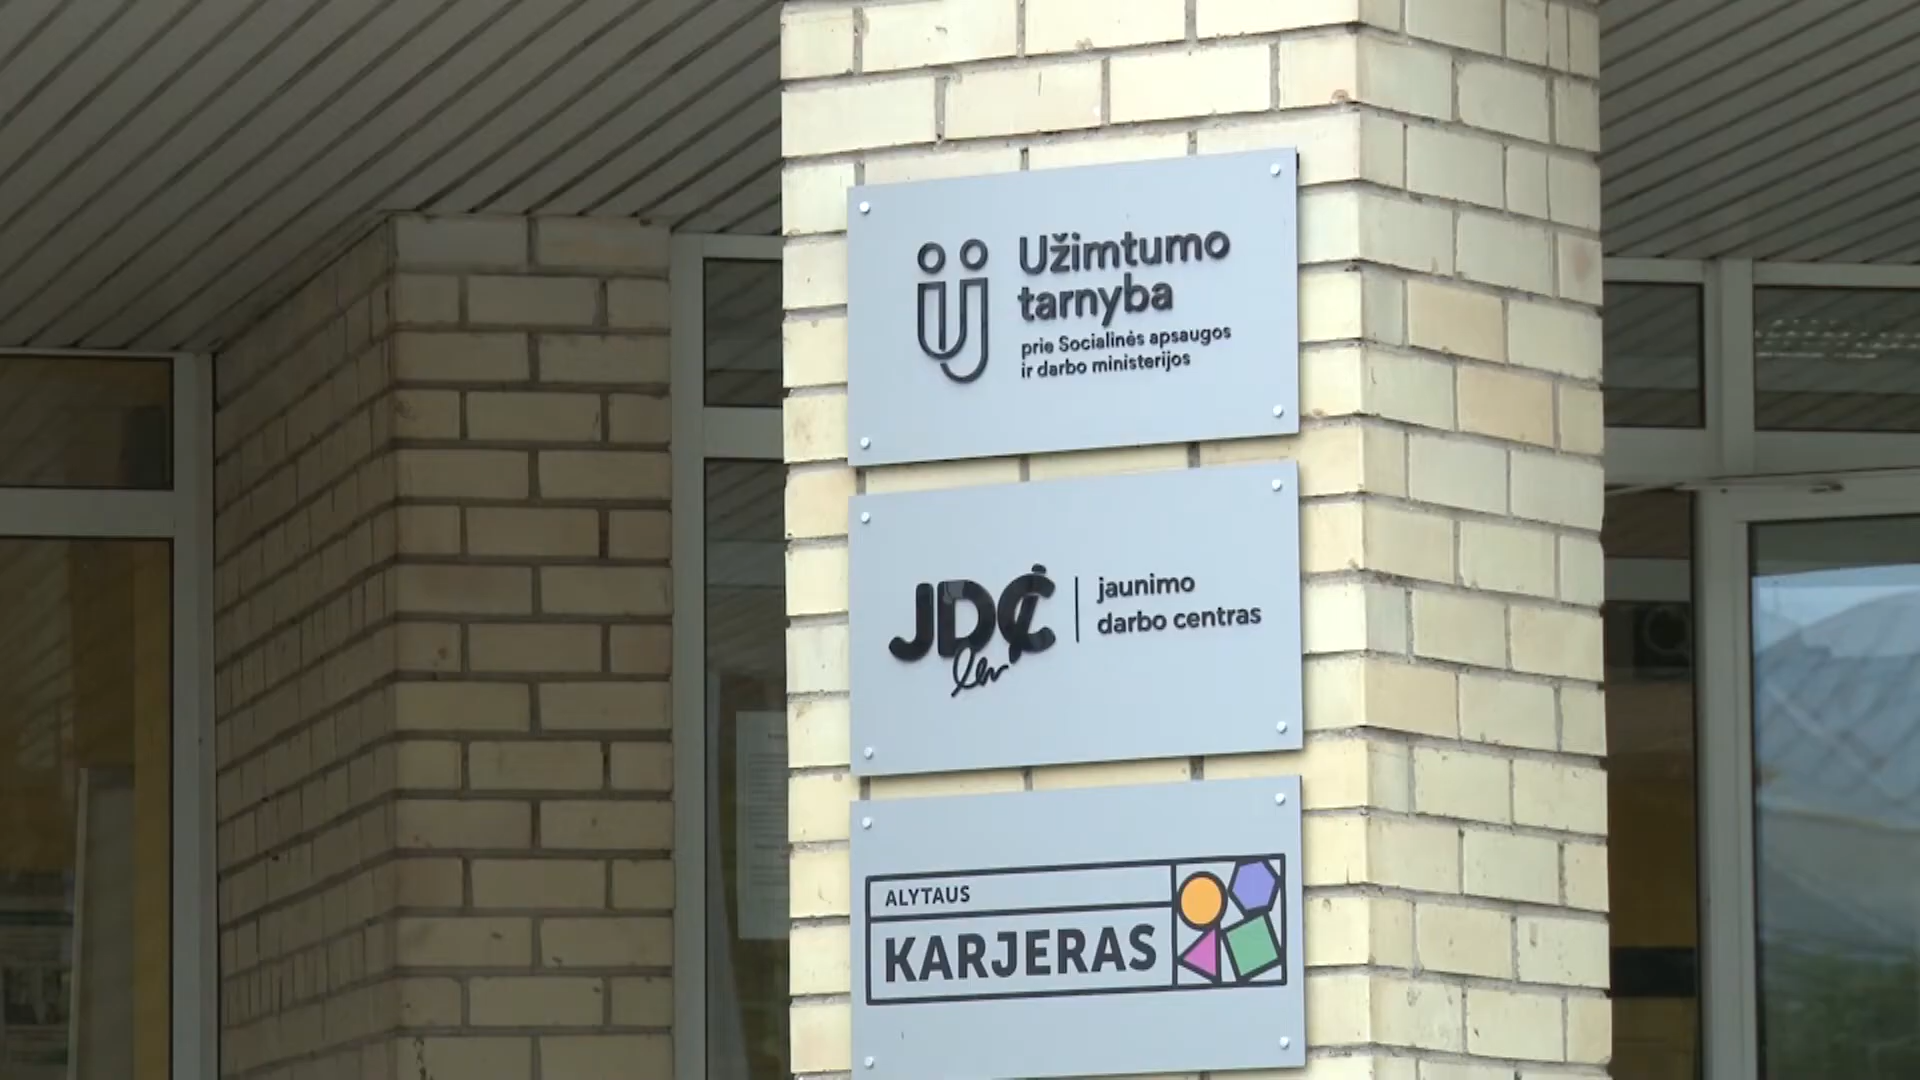 Užimtumo
tarnyba
prie Socialinės apsaugos
ir darbo ministerijos
JDC
jaunimo
darbo centras
ALYTAUS
KARJERAS